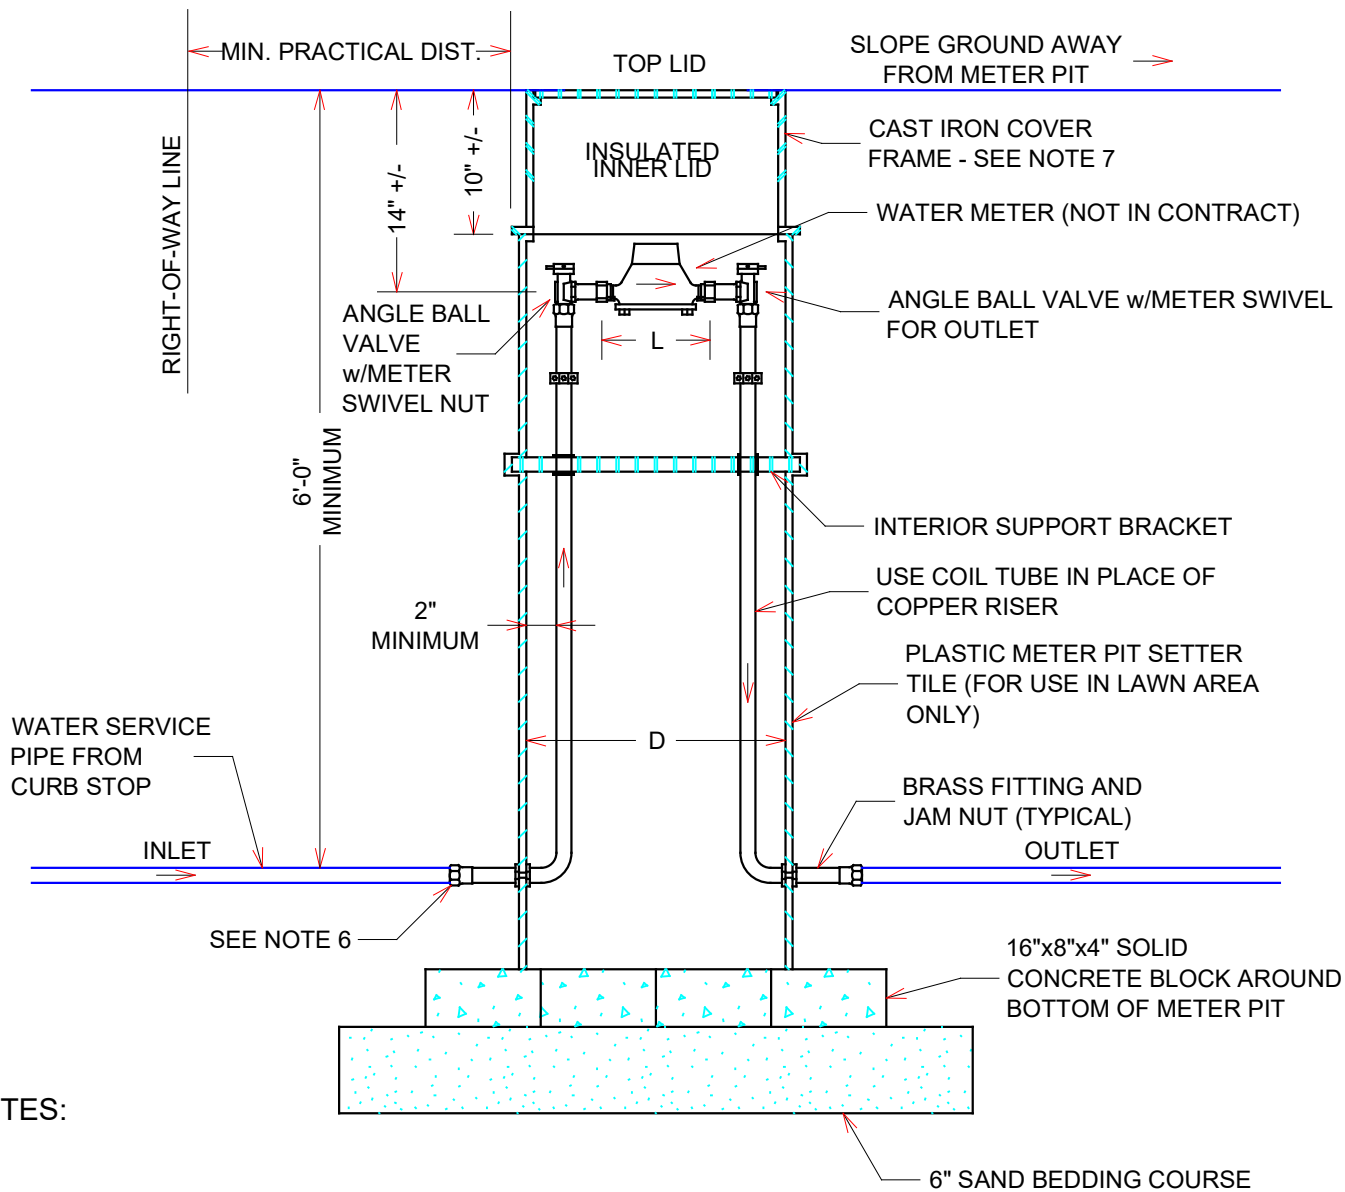 MIN. PRACTICAL DIST.
TOP LID
SLOPE GROUND AWAY
FROM METER PIT
RIGHT-OF-WAY LINE
14" +/-
10" +/-
INSULATED
INNER LID
CAST IRON COVER
FRAME - SEE NOTE 7
WATER METER (NOT IN CONTRACT)
ANGLE BALL
VALVE
w/METER
SWIVEL NUT
L
ANGLE BALL VALVE w/METER SWIVEL
FOR OUTLET
6'-0"
MINIMUM
INTERIOR SUPPORT BRACKET
USE COIL TUBE IN PLACE OF
COPPER RISER
2"
MINIMUM
PLASTIC METER PIT SETTER
TILE (FOR USE IN LAWN AREA
ONLY)
WATER SERVICE
PIPE FROM
CURB STOP
D
BRASS FITTING AND
JAM NUT (TYPICAL)
INLET
OUTLET
SEE NOTE 6
16"x8"x4" SOLID
CONCRETE BLOCK AROUND
BOTTOM OF METER PIT
TES:
6" SAND BEDDING COURSE